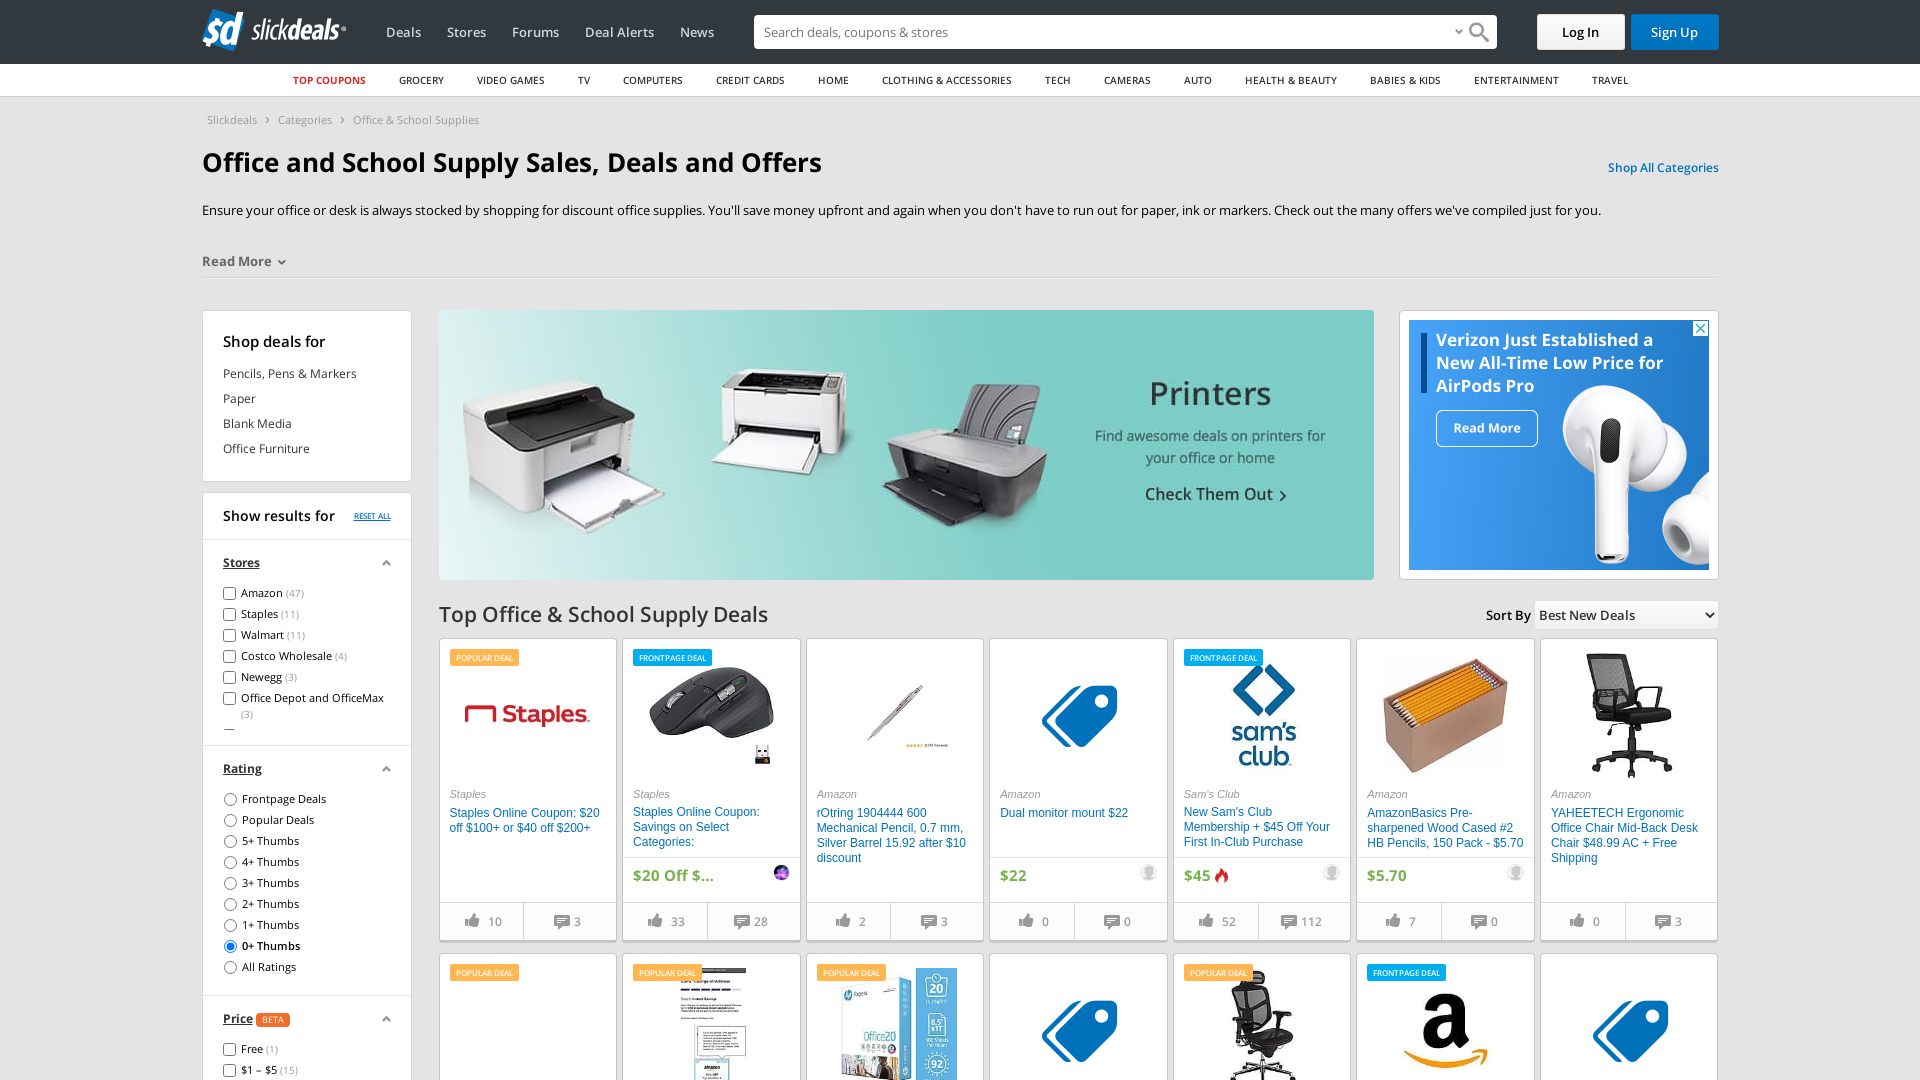 sd slickdeals
Deals
Stores
Forums
Deal Alerts
News
Search deals, coupons & stores
Log In
Sign Up
TOP COUPONS
GROCERY
VIDEO GAMES
TV
COMPUTERS
CREDIT CARDS
HOME
CLOTHING & ACCESSORIES
TECH
CAMERAS
AUTO
HEALTH & BEAUTY
BABIES & KIDS
ENTERTAINMENT
TRAVEL
Slickdeals > Categories > Office & School Supplies
Office and School Supply Sales, Deals and Offers
Shop All Categories
Ensure your office or desk is always stocked by shopping for discount office supplies. You'll save money upfront and again when you don't have to run out for paper, ink or markers. Check out the many offers we've compiled just for you.
Read More
Shop deals for
Pencils, Pens & Markers
Paper
Blank Media
Office Furniture
Show results for
RESET ALL
Stores
Amazon (47)
Staples (11)
Walmart (11)
Costco Wholesale (4)
Newegg (3)
Office Depot and OfficeMax
(3)
Rating
Frontpage Deals
Popular Deals
5+ Thumbs
4+ Thumbs
3+ Thumbs
2+ Thumbs
1+ Thumbs
0+ Thumbs
All Ratings
Price BETA
Free (1)
$1 – $5 (15)
Printers
Find awesome deals on printers for
your office or home
Check Them Out >
Verizon Just Established a
New All-Time Low Price for
AirPods Pro
Read More
Top Office & School Supply Deals
Sort By
Best New Deals
POPULAR DEAL
Staples.
Staples
Staples Online Coupon: $20
off $100+ or $40 off $200+
10
3
FRONTPAGE DEAL
Staples
Staples Online Coupon:
Savings on Select
Categories:
$20 Off $...
33
28
Amazon
rOtring 1904444 600
Mechanical Pencil, 0.7 mm,
Silver Barrel 15.92 after $10
discount
2
3
Amazon
Dual monitor mount $22
$22
0
0
FRONTPAGE DEAL
sam's
club
Sam's Club
New Sam's Club
Membership + $45 Off Your
First In-Club Purchase
$45
52
112
Amazon
AmazonBasics Pre-
sharpened Wood Cased #2
HB Pencils, 150 Pack - $5.70
$5.70
7
0
Amazon
YAHEETECH Ergonomic
Office Chair Mid-Back Desk
Chair $48.99 AC + Free
Shipping
0
3
POPULAR DEAL
POPULAR DEAL
amazon
POPULAR DEAL
hp Papers
Office20
20
8.5"
x11"
92
POPULAR DEAL
FRONTPAGE DEAL
a